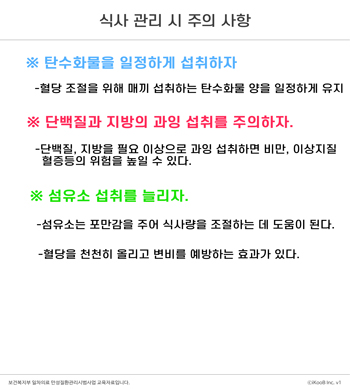 식사 관리 시 주의 사항
※ 탄수화물을 일정하게 섭취하자
-혈당 조절을 위해 매끼 섭취하는 탄수화물 양을 일정하게 유지
※ 단백질과 지방의 과잉 섭취를 주의하자.
-단백질, 지방을 필요 이상으로 과잉 섭취하면 비만, 이상지질
혈증등의 위험을 높일 수 있다.
※ 섬유소 섭취를 늘리자.
-섬유소는 포만감을 주어 식사량을 조절하는 데 도움이 된다.
-혈당을 천천히 올리고 변비를 예방하는 효과가 있다.
보건복지부 일차의료 만성질환관리시범사업 교육자료입니다.
ⓒiKooB Inc. v1